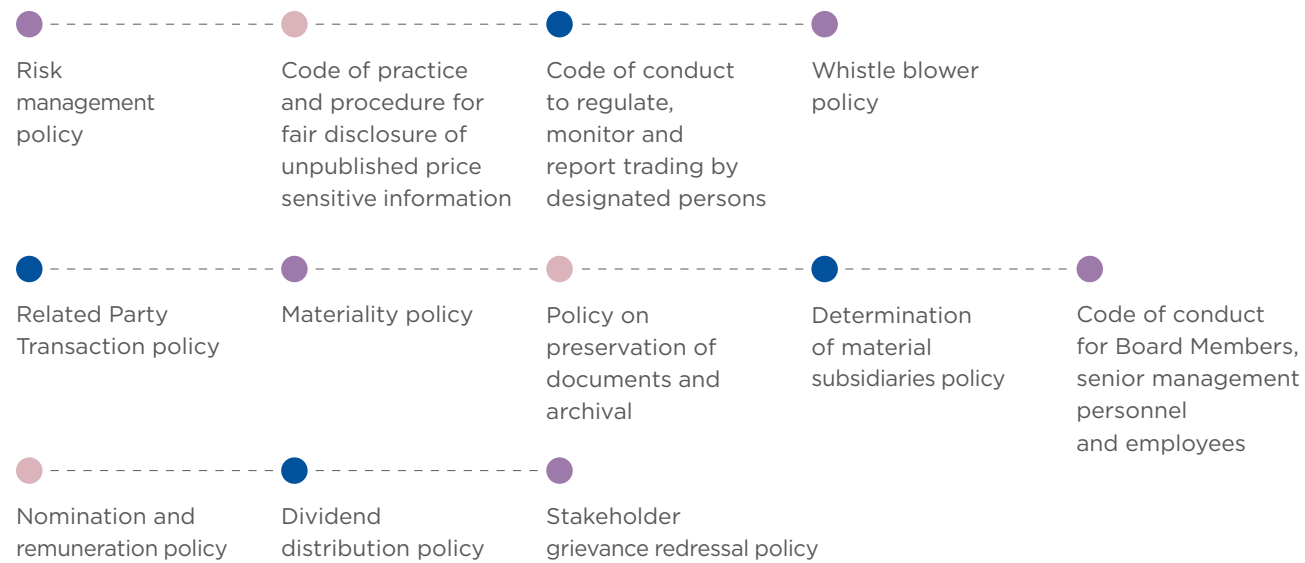 Risk
management
policy
Code of practice
and procedure for
fair disclosure of
unpublished price
sensitive information
Code of conduct
to regulate,
monitor and
report trading by
designated persons
Whistle blower
policy
Related Party
Transaction policy
Materiality policy
Policy on
preservation of
documents and
archival
Determination
of material
subsidiaries policy
Code of conduct
for Board Members,
senior management
personnel
and employees
Nomination and
remuneration policy
Dividend
distribution policy
Stakeholder
grievance redressal policy